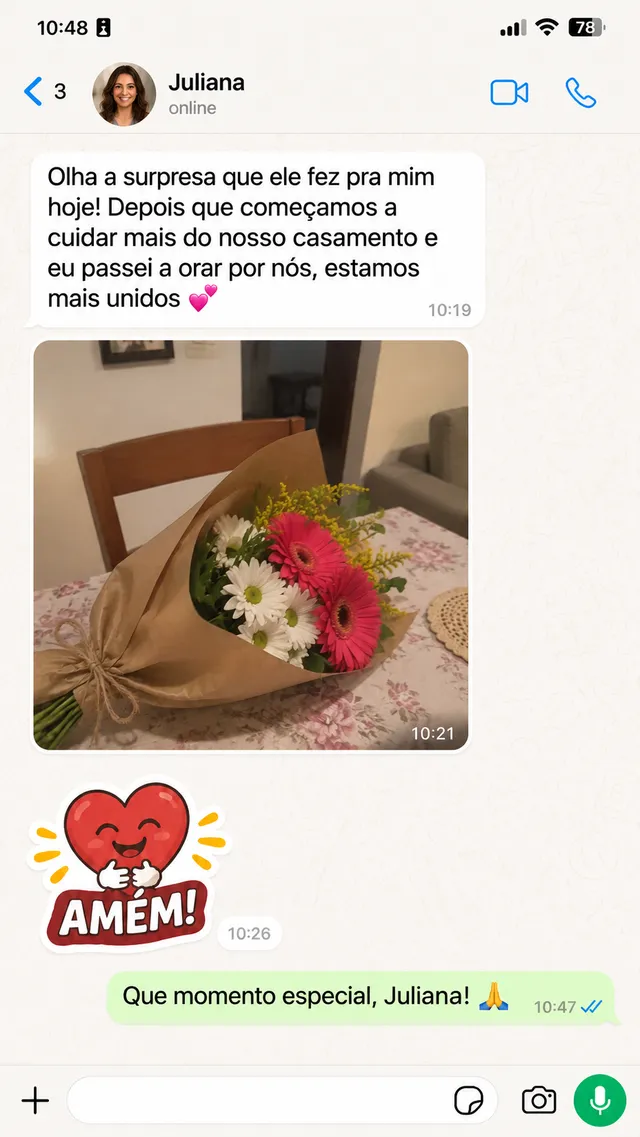 10:48
78
3
Juliana
online
Olha a surpresa que ele fez pra mim
hoje! Depois que começamos a
cuidar mais do nosso casamento e
eu passei a orar por nós, estamos
mais unidos 💕
10:19
10:21
AMÉM!
10:26
Que momento especial, Juliana! 🙏
10:47